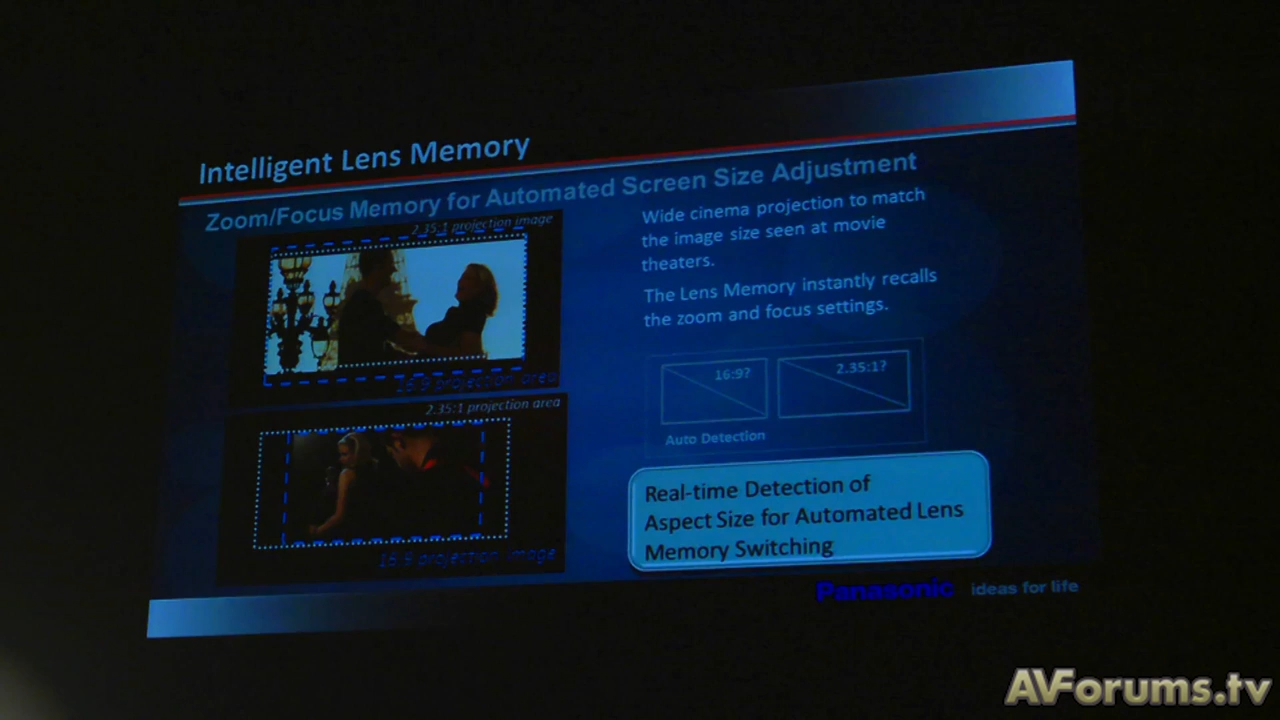 Intelligent Lens Memory
Zoom/Focus Memory for Automated Screen Size Adjustment
2.35:1 projection image
16:9 projection area
2.35:1 projection area
16:9 projection image
Wide cinema projection to match
the image size seen at movie
theaters.
The Lens Memory instantly recalls
the zoom and focus settings.
16:9?
2.35:1?
Auto Detection
Real-time Detection of
Aspect Size for Automated Lens
Memory Switching
Panasonic ideas for life
AVForums.tv